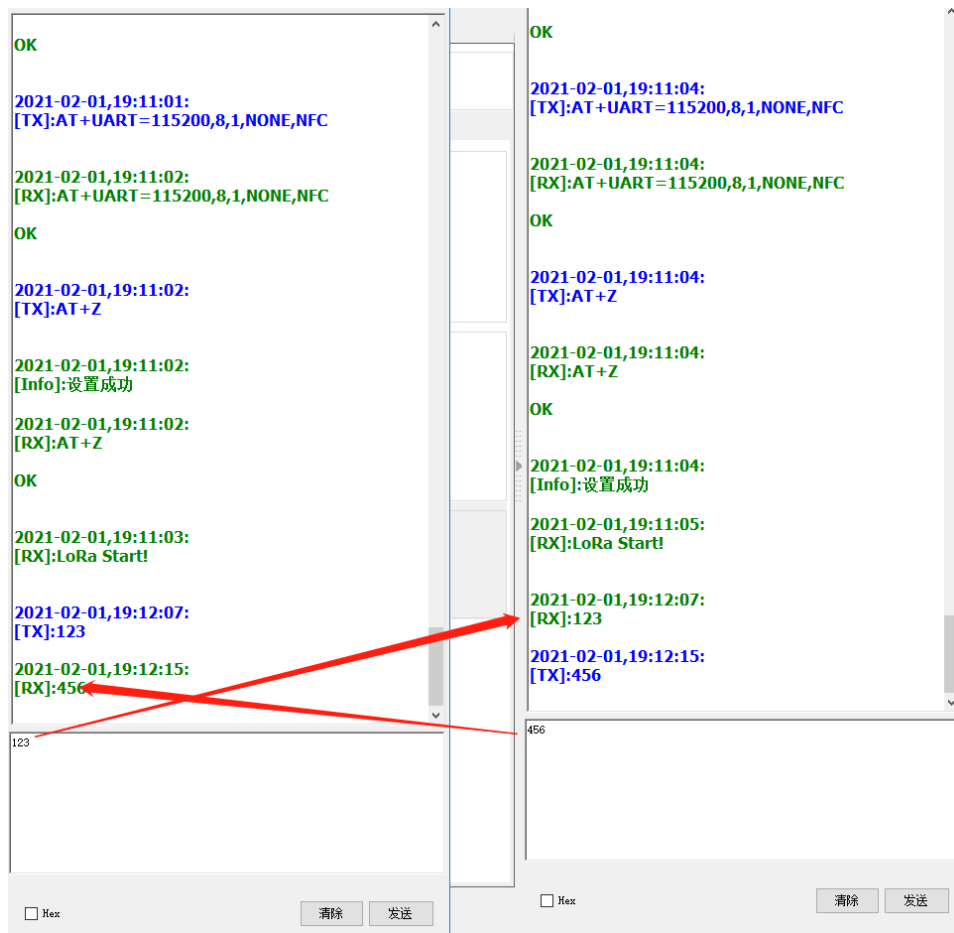 OK
2021-02-01,19:11:01:
[TX]:AT+UART=115200,8,1,NONE,NFC
2021-02-01,19:11:02:
[RX]:AT+UART=115200,8,1,NONE,NFC
OK
2021-02-01,19:11:02:
[TX]:AT+Z
2021-02-01,19:11:02:
[Info]:设置成功
2021-02-01,19:11:02:
[RX]:AT+Z
OK
2021-02-01,19:11:03:
[RX]:LoRa Start!
2021-02-01,19:12:07:
[TX]:123
2021-02-01,19:12:15:
[RX]:456
123
Hex
清除
发送
OK
2021-02-01,19:11:04:
[TX]:AT+UART=115200,8,1,NONE,NFC
2021-02-01,19:11:04:
[RX]:AT+UART=115200,8,1,NONE,NFC
OK
2021-02-01,19:11:04:
[TX]:AT+Z
2021-02-01,19:11:04:
[RX]:AT+Z
OK
2021-02-01,19:11:04:
[Info]:设置成功
2021-02-01,19:11:05:
[RX]:LoRa Start!
2021-02-01,19:12:07:
[RX]:123
2021-02-01,19:12:15:
[TX]:456
456
Hex
清除
发送